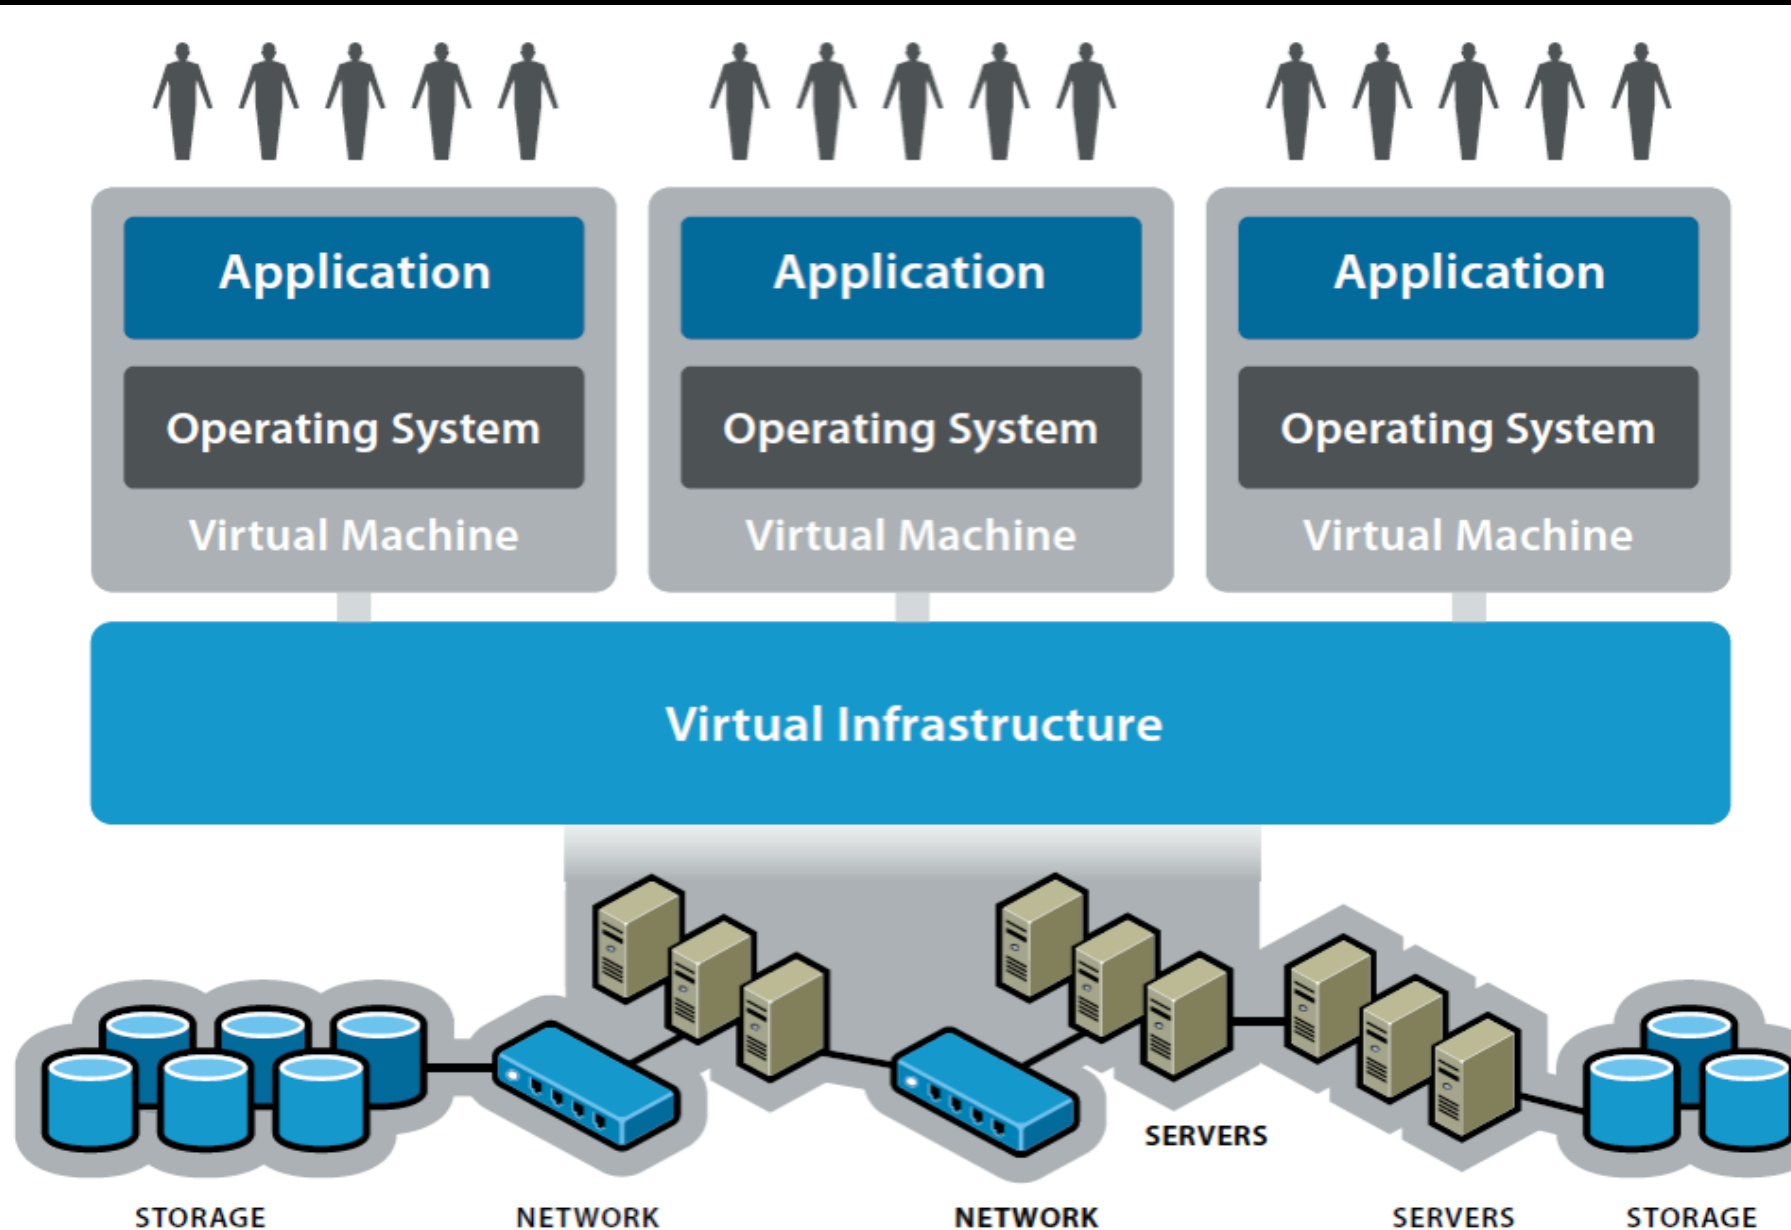 Application
Application
Application
Operating System
Operating System
Operating System
Virtual Machine
Virtual Machine
Virtual Machine
Virtual Infrastructure
SERVERS
STORAGE
NETWORK
NETWORK
SERVERS
STORAGE